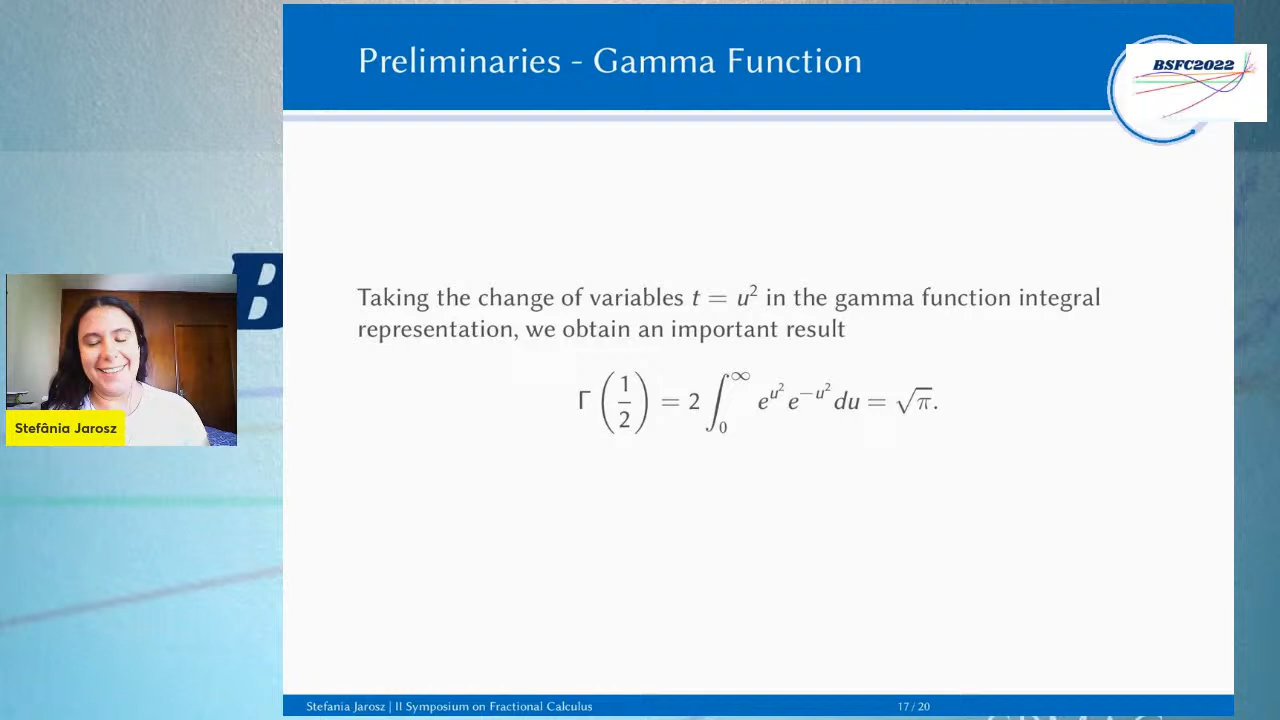 Preliminaries - Gamma Function
BSFC2022
Taking the change of variables t = u² in the gamma function integral
representation, we obtain an important result
Γ(1/2) = 2 ∫₀^∞ e^{u²} e^{−u²} du = √π.
B
Stefânia Jarosz
Stefania Jarosz | II Symposium on Fractional Calculus
17 / 20